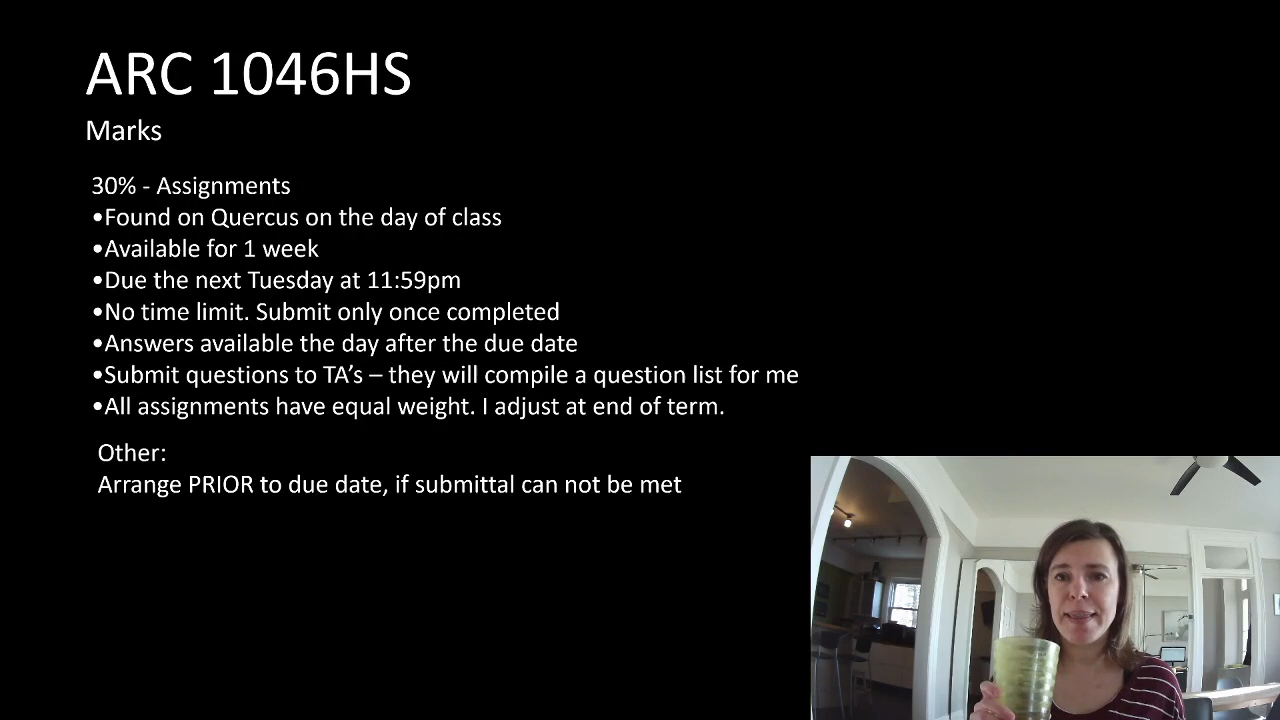 ARC 1046HS
Marks
30% - Assignments
•Found on Quercus on the day of class
•Available for 1 week
•Due the next Tuesday at 11:59pm
•No time limit. Submit only once completed
•Answers available the day after the due date
•Submit questions to TA’s – they will compile a question list for me
•All assignments have equal weight. I adjust at end of term.
Other:
Arrange PRIOR to due date, if submittal can not be met